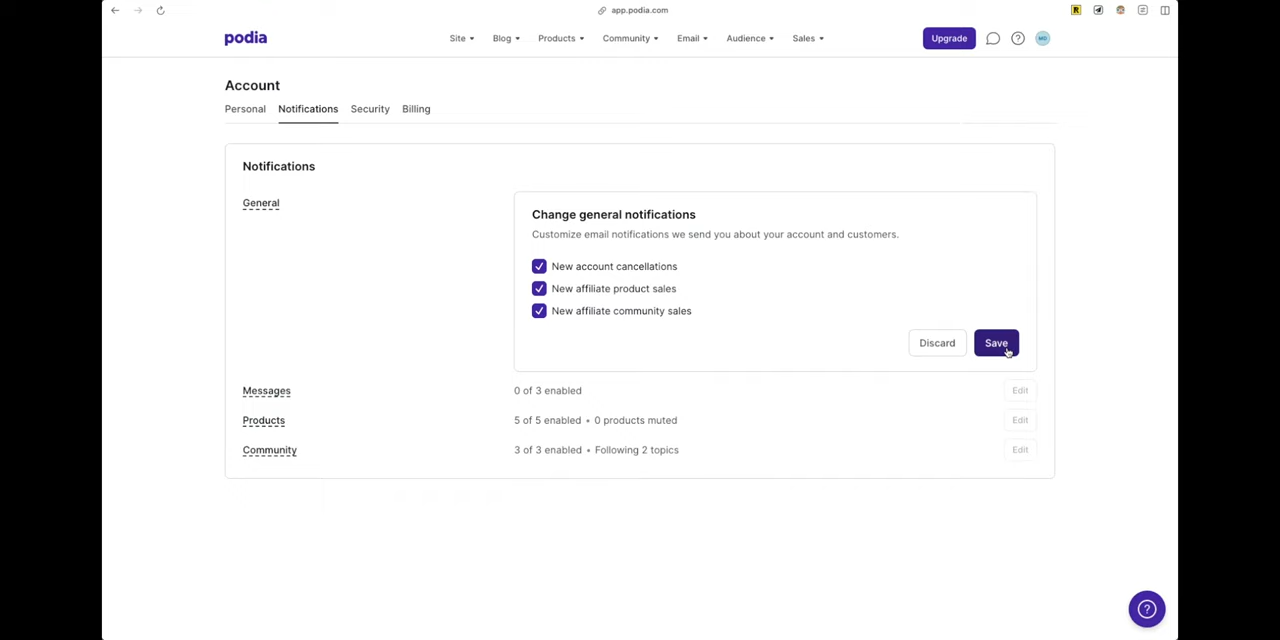 app.podia.com
R
podia
Site
Blog
Products
Community
Email
Audience
Sales
Upgrade
?
MD
Account
Personal
Notifications
Security
Billing
Notifications
General
Change general notifications
Customize email notifications we send you about your account and customers.
New account cancellations
New affiliate product sales
New affiliate community sales
Discard
Save
Messages
0 of 3 enabled
Edit
Products
5 of 5 enabled • 0 products muted
Edit
Community
3 of 3 enabled • Following 2 topics
Edit
?